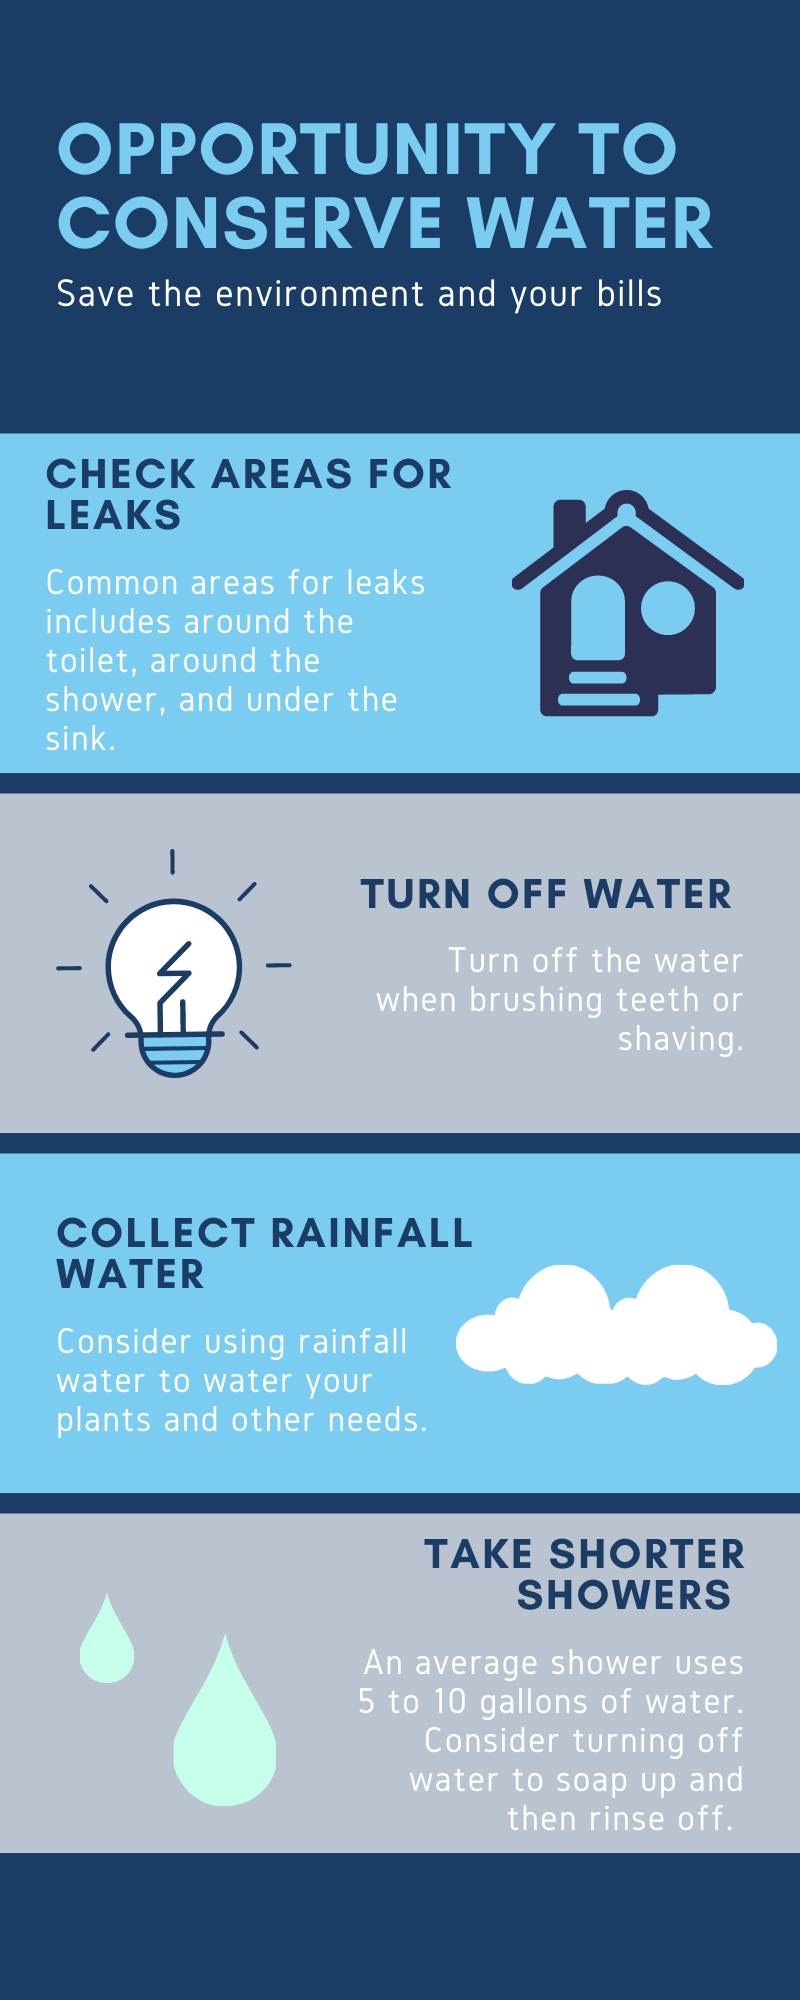 OPPORTUNITY TO
CONSERVE WATER
Save the environment and your bills
CHECK AREAS FOR
LEAKS
Common areas for leaks
includes around the
toilet, around the
shower, and under the
sink.
TURN OFF WATER
Turn off the water
when brushing teeth or
shaving.
COLLECT RAINFALL
WATER
Consider using rainfall
water to water your
plants and other needs.
TAKE SHORTER
SHOWERS
An average shower uses
5 to 10 gallons of water.
Consider turning off
water to soap up and
then rinse off.